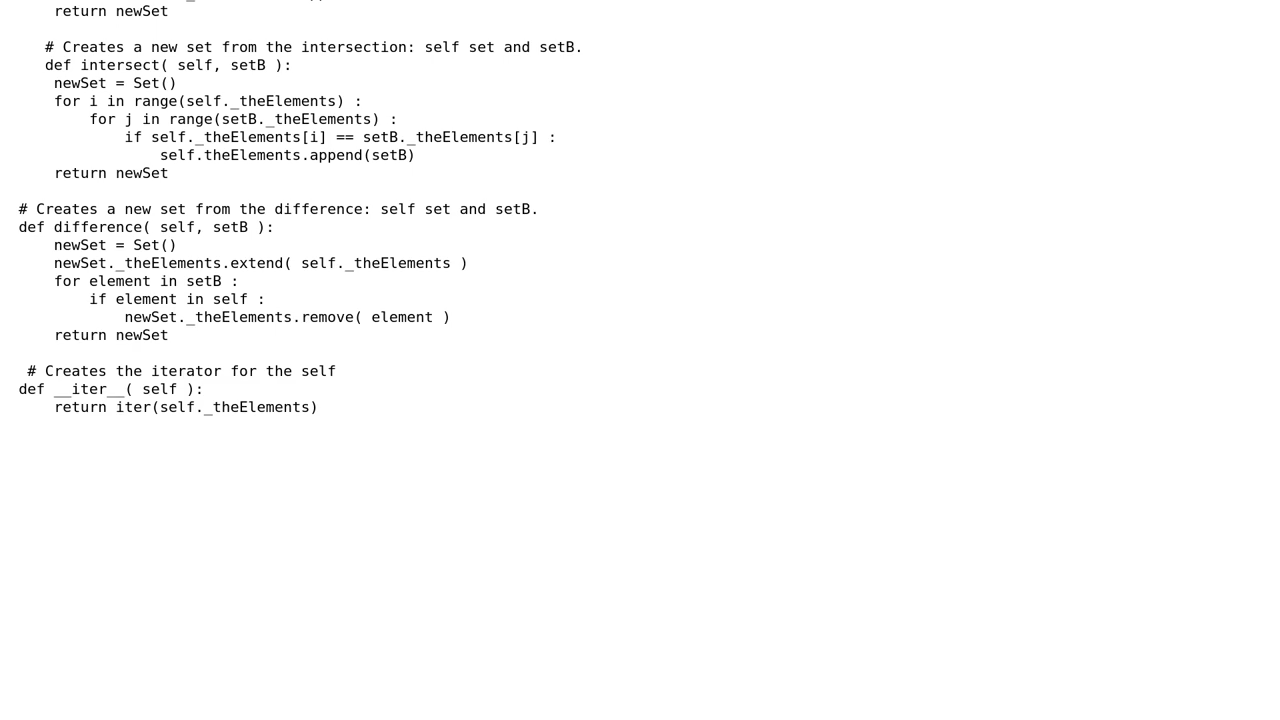 return newSet
# Creates a new set from the intersection: self set and setB.
def intersect( self, setB ):
newSet = Set()
for i in range(self._theElements) :
for j in range(setB._theElements) :
if self._theElements[i] == setB._theElements[j] :
self.theElements.append(setB)
return newSet
# Creates a new set from the difference: self set and setB.
def difference( self, setB ):
newSet = Set()
newSet._theElements.extend( self._theElements )
for element in setB :
if element in self :
newSet._theElements.remove( element )
return newSet
# Creates the iterator for the self
def __iter__( self ):
return iter(self._theElements)